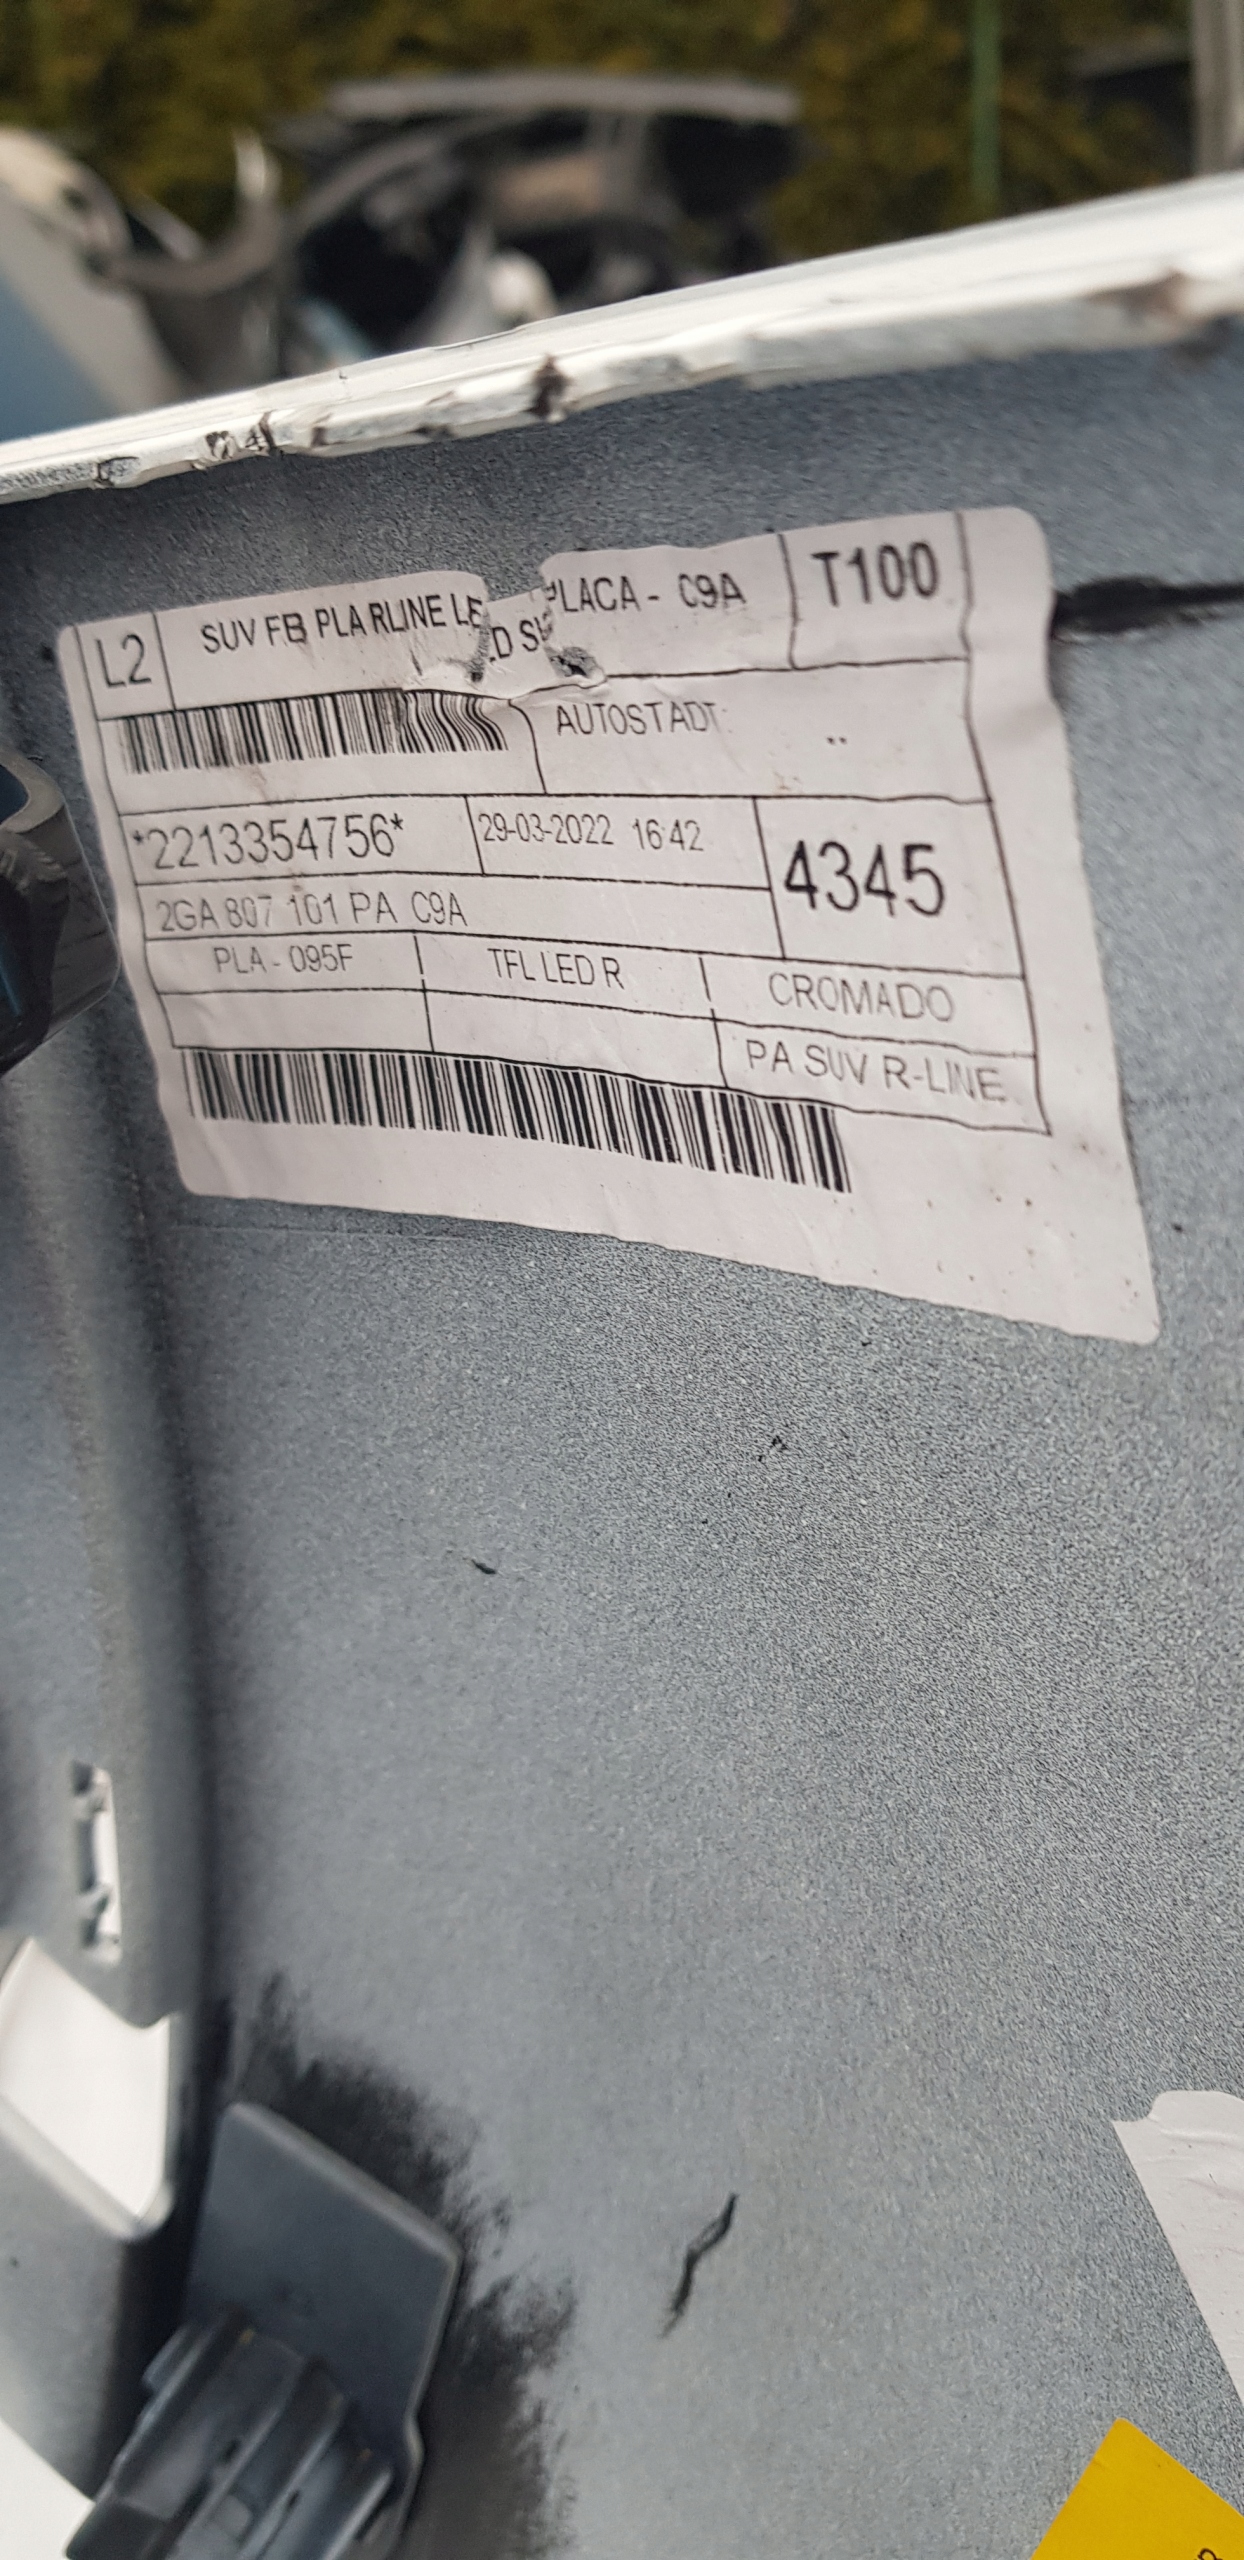 L2 SUV FB PLA RLINE LED S PLACA - C9A T100
AUTOSTADT: ..
*2213354756* 29-03-2022 16:42 4345
2GA 807 101 PA C9A
PLA - 095F TFL LED R CROMADO
PA SUV R-LINE